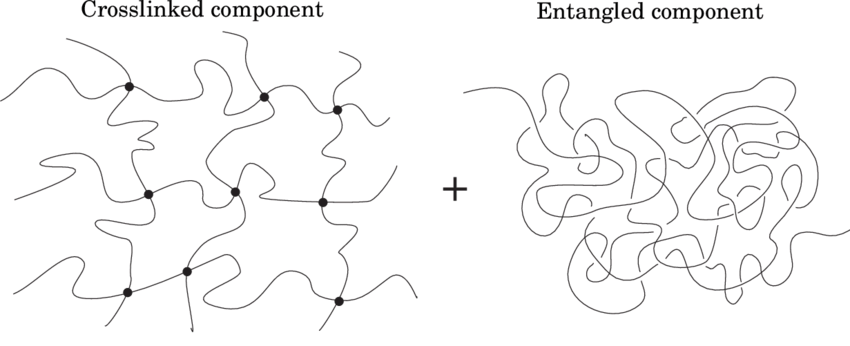 Crosslinked component
Entangled component
+